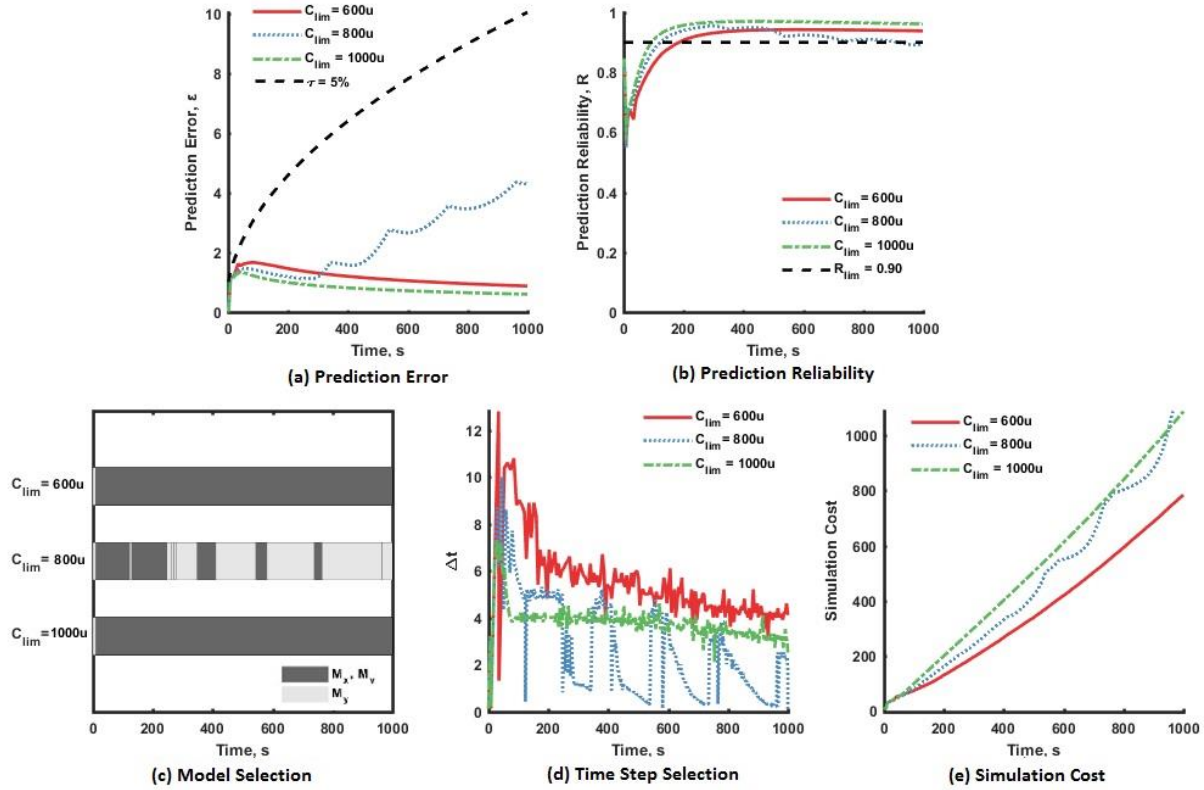 10
8
6
4
2
0
Prediction Error, ε
C_lim = 600u
C_lim = 800u
C_lim = 1000u
τ = 5%
0 200 400 600 800 1000
Time, s
(a) Prediction Error
1
0.8
0.6
0.4
0.2
0
Prediction Reliability, R
C_lim = 600u
C_lim = 800u
C_lim = 1000u
R_lim = 0.90
0 200 400 600 800 1000
Time, s
(b) Prediction Reliability
C_lim = 600u
C_lim = 800u
C_lim = 1000u
M_x, M_y
M_y
0 200 400 600 800 1000
Time, s
(c) Model Selection
12
10
8
6
4
2
0
Δt
C_lim = 600u
C_lim = 800u
C_lim = 1000u
0 200 400 600 800 1000
Time, s
(d) Time Step Selection
1000
800
600
400
200
0
Simulation Cost
C_lim = 600u
C_lim = 800u
C_lim = 1000u
0 200 400 600 800 1000
Time, s
(e) Simulation Cost